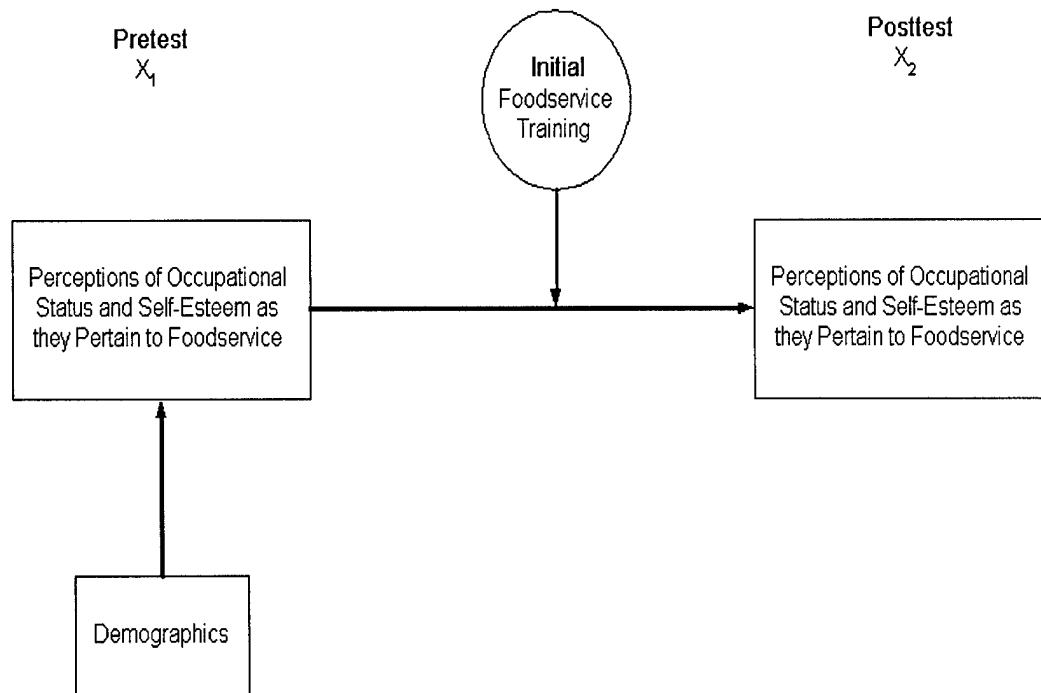 Pretest
X1
Initial
Foodservice
Training
Posttest
X2
Perceptions of Occupational
Status and Self-Esteem as
they Pertain to Foodservice
Perceptions of Occupational
Status and Self-Esteem as
they Pertain to Foodservice
Demographics